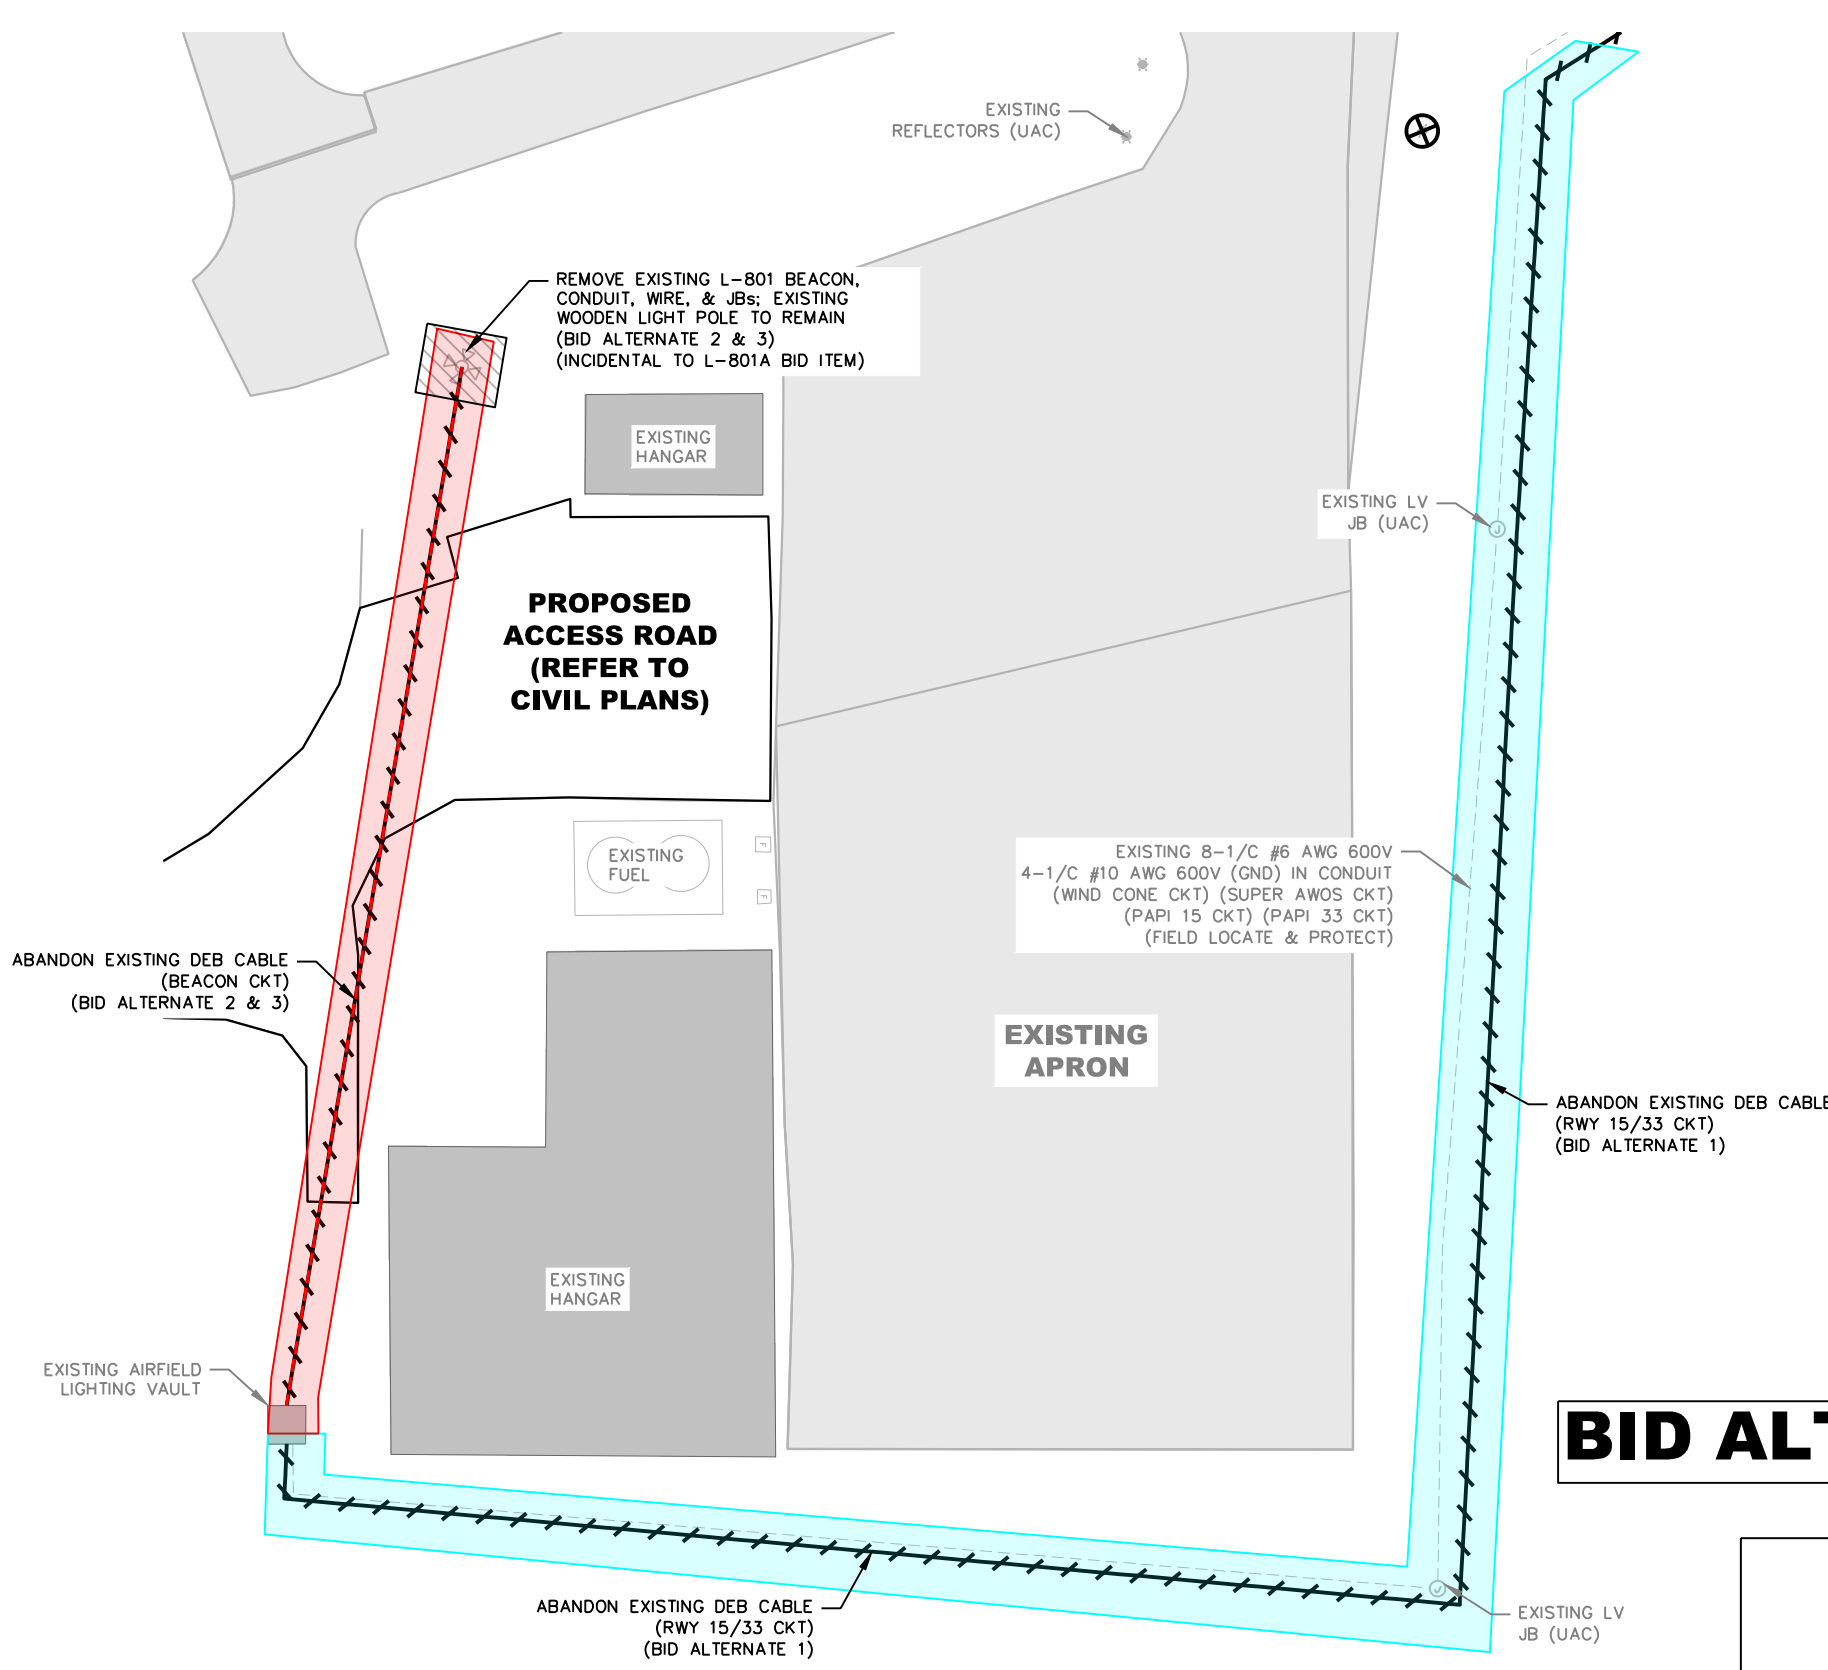 EXISTING
REFLECTORS (UAC)
REMOVE EXISTING L-801 BEACON,
CONDUIT, WIRE, & JBs; EXISTING
WOODEN LIGHT POLE TO REMAIN
(BID ALTERNATE 2 & 3)
(INCIDENTAL TO L-801A BID ITEM)
EXISTING
HANGAR
EXISTING LV
JB (UAC)
J
PROPOSED
ACCESS ROAD
(REFER TO
CIVIL PLANS)
EXISTING
FUEL
F
F
EXISTING 8-1/C #6 AWG 600V
4-1/C #10 AWG 600V (GND) IN CONDUIT
(WIND CONE CKT) (SUPER AWOS CKT)
(PAPI 15 CKT) (PAPI 33 CKT)
(FIELD LOCATE & PROTECT)
ABANDON EXISTING DEB CABLE
(BEACON CKT)
(BID ALTERNATE 2 & 3)
EXISTING
APRON
ABANDON EXISTING DEB CABLE
(RWY 15/33 CKT)
(BID ALTERNATE 1)
EXISTING
HANGAR
EXISTING AIRFIELD
LIGHTING VAULT
BID ALT
ABANDON EXISTING DEB CABLE
(RWY 15/33 CKT)
(BID ALTERNATE 1)
J
EXISTING LV
JB (UAC)